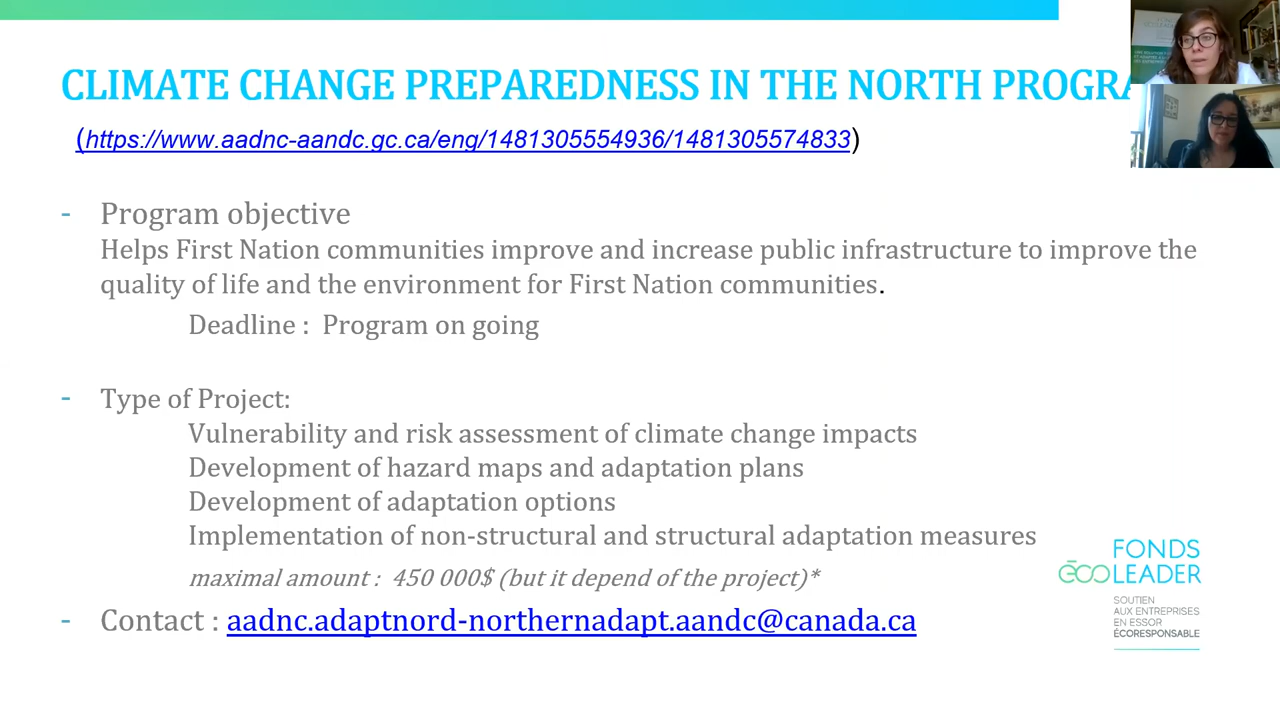 CLIMATE CHANGE PREPAREDNESS IN THE NORTH PROGRA
(https://www.aadnc-aandc.gc.ca/eng/1481305554936/1481305574833)
- Program objective
Helps First Nation communities improve and increase public infrastructure to improve the
quality of life and the environment for First Nation communities.
Deadline : Program on going
- Type of Project:
Vulnerability and risk assessment of climate change impacts
Development of hazard maps and adaptation plans
Development of adaptation options
Implementation of non-structural and structural adaptation measures
maximal amount : 450 000$ (but it depend of the project)*
- Contact : aadnc.adaptnord-northernadapt.aandc@canada.ca
FONDS
ÉCOLEADER
SOUTIEN
AUX ENTREPRISES
EN ESSOR
ÉCORESPONSABLE